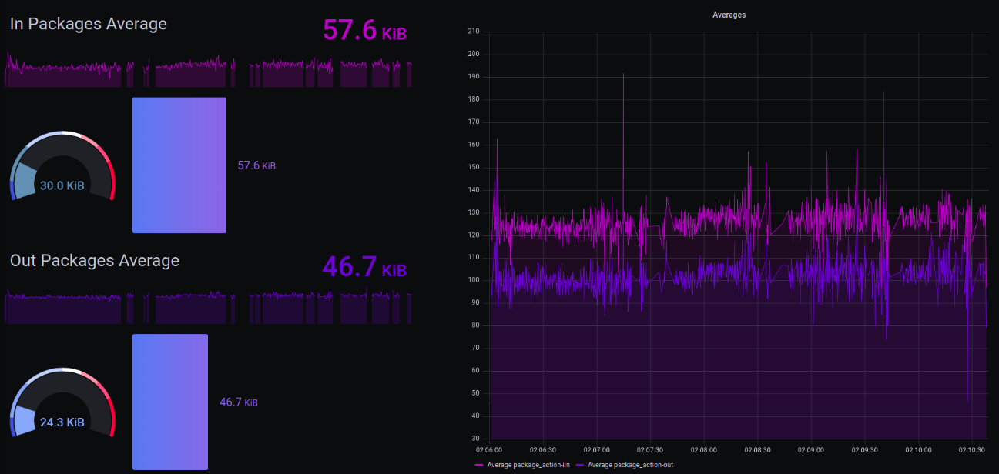 In Packages Average
57.6 KiB
30.0 KiB
57.6 KiB
Out Packages Average
46.7 KiB
24.3 KiB
46.7 KiB
Averages
210
200
190
180
170
160
150
140
130
120
110
100
90
80
70
60
50
40
30
02:06:00 02:06:30 02:07:00 02:07:30 02:08:00 02:08:30 02:09:00 02:09:30 02:10:00 02:10:30
Average package_action-iin Average package_action-out